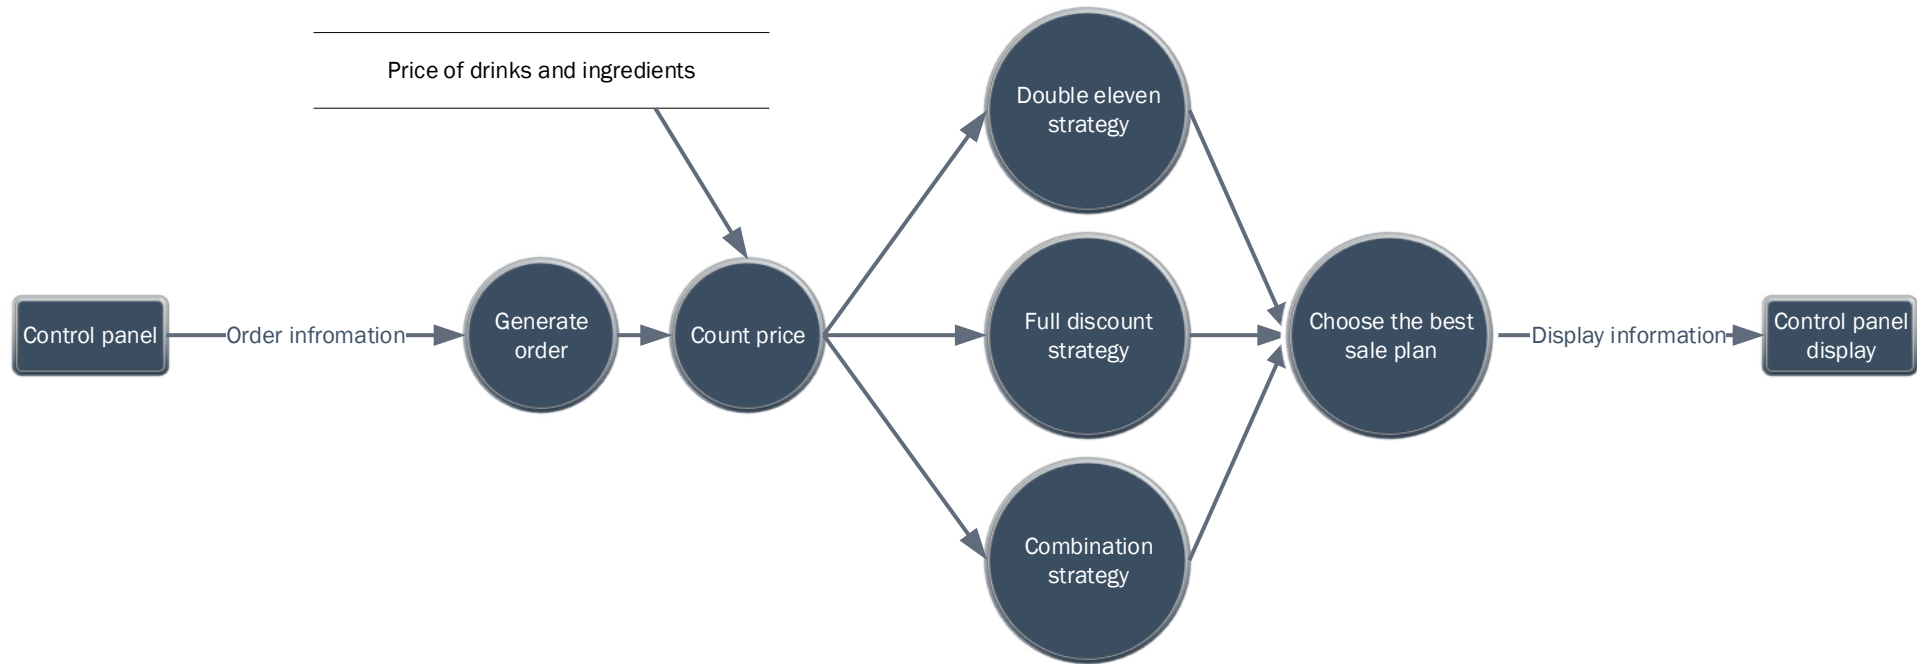 Price of drinks and ingredients
Control panel
Order infromation
Generate
order
Count price
Double eleven
strategy
Full discount
strategy
Combination
strategy
Choose the best
sale plan
Display information
Control panel
display